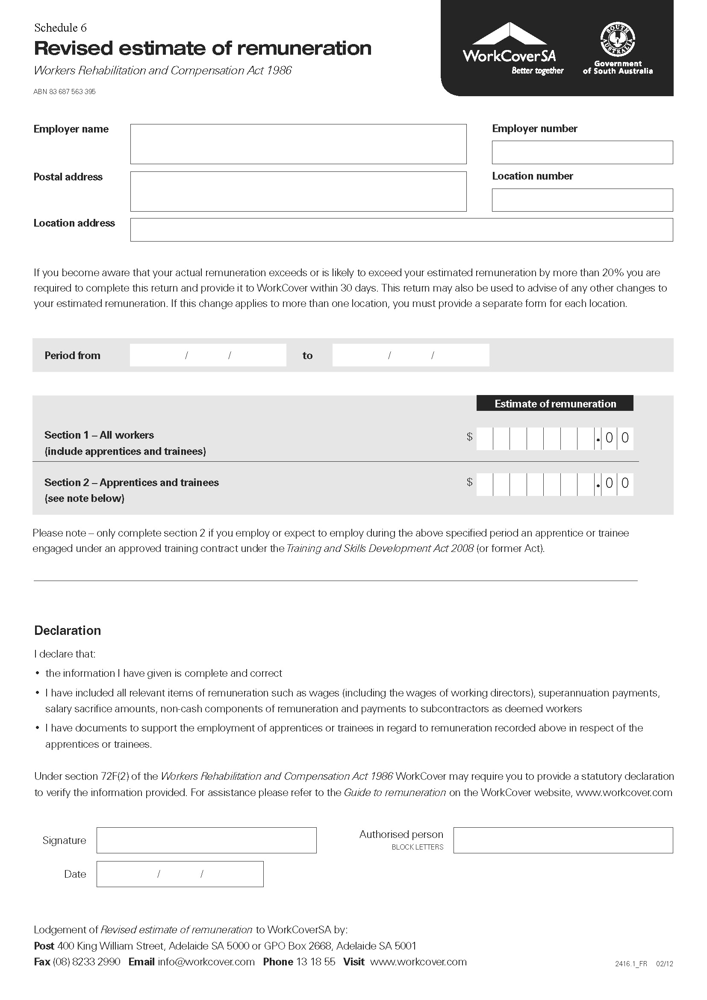 Schedule 6
Revised estimate of remuneration
Workers Rehabilitation and Compensation Act 1986
ABN 83 687 563 395
WorkCoverSA
Better together
SOUTH AUSTRALIA
Government
of South Australia
Employer name
Employer number
Postal address
Location number
Location address
If you become aware that your actual remuneration exceeds or is likely to exceed your estimated remuneration by more than 20% you are
required to complete this return and provide it to WorkCover within 30 days. This return may also be used to advise of any other changes to
your estimated remuneration. If this change applies to more than one location, you must provide a separate form for each location.
Period from / / to / /
Estimate of remuneration
Section 1 – All workers
(include apprentices and trainees)
$ .00
Section 2 – Apprentices and trainees
(see note below)
$ .00
Please note – only complete section 2 if you employ or expect to employ during the above specified period an apprentice or trainee
engaged under an approved training contract under the Training and Skills Development Act 2008 (or former Act).
Declaration
I declare that:
• the information I have given is complete and correct
• I have included all relevant items of remuneration such as wages (including the wages of working directors), superannuation payments,
salary sacrifice amounts, non-cash components of remuneration and payments to subcontractors as deemed workers
• I have documents to support the employment of apprentices or trainees in regard to remuneration recorded above in respect of the
apprentices or trainees.
Under section 72F(2) of the Workers Rehabilitation and Compensation Act 1986 WorkCover may require you to provide a statutory declaration
to verify the information provided. For assistance please refer to the Guide to remuneration on the WorkCover website, www.workcover.com
Signature
Authorised person
BLOCK LETTERS
Date / /
Lodgement of Revised estimate of remuneration to WorkCoverSA by:
Post 400 King William Street, Adelaide SA 5000 or GPO Box 2668, Adelaide SA 5001
Fax (08) 8233 2990 Email info@workcover.com Phone 13 18 55 Visit www.workcover.com
2416.1_FR 02/12